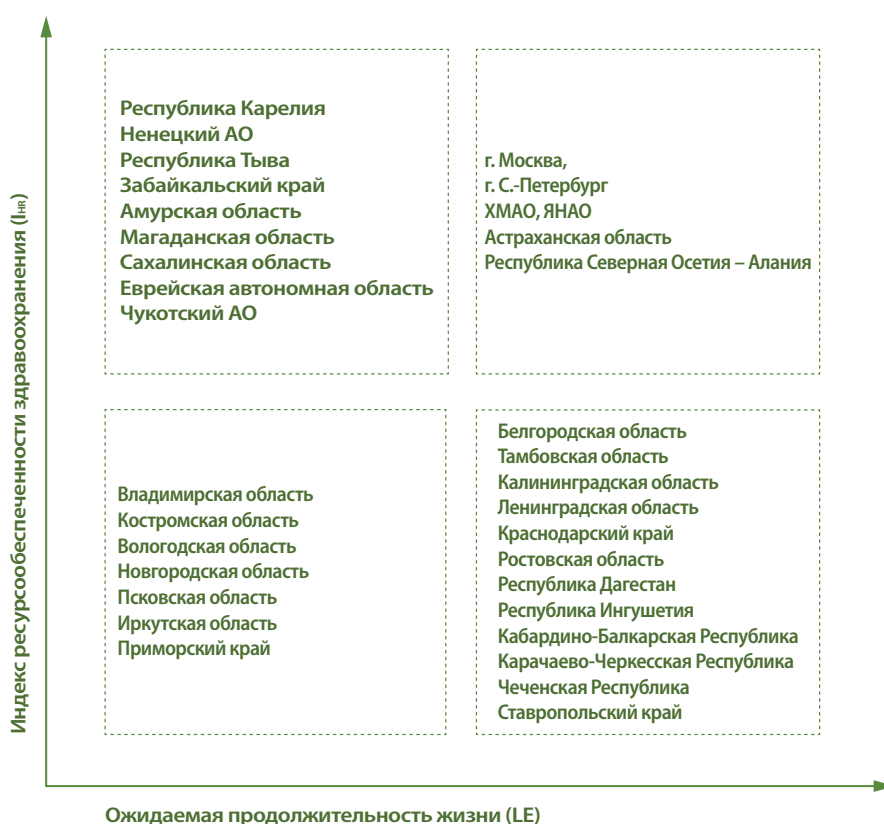 Индекс ресурсообеспеченности здравоохранения (IHR)
Республика Карелия
Ненецкий АО
Республика Тыва
Забайкальский край
Амурская область
Магаданская область
Сахалинская область
Еврейская автономная область
Чукотский АО
г. Москва,
г. С.-Петербург
ХМАО, ЯНАО
Астраханская область
Республика Северная Осетия – Алания
Владимирская область
Костромская область
Вологодская область
Новгородская область
Псковская область
Иркутская область
Приморский край
Белгородская область
Тамбовская область
Калининградская область
Ленинградская область
Краснодарский край
Ростовская область
Республика Дагестан
Республика Ингушетия
Кабардино-Балкарская Республика
Карачаево-Черкесская Республика
Чеченская Республика
Ставропольский край
Ожидаемая продолжительность жизни (LE)